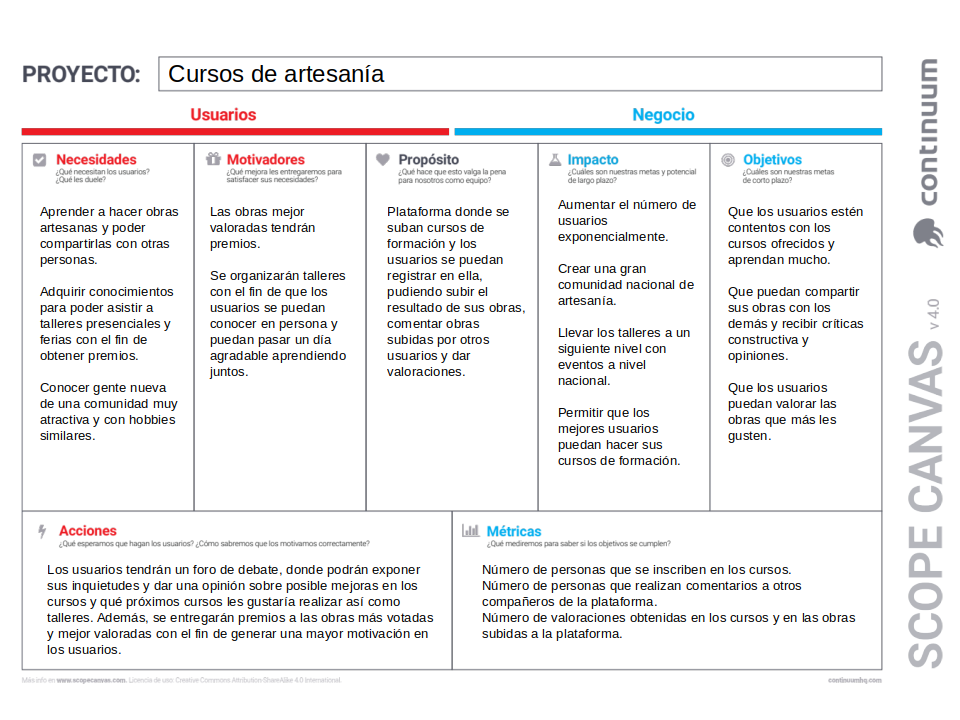 PROYECTO: Cursos de artesanía
Usuarios
Negocio
Necesidades
¿Qué necesitan los usuarios?
¿Qué les duele?
Aprender a hacer obras
artesanas y poder
compartirlas con otras
personas.
Adquirir conocimientos
para poder asistir a
talleres presenciales y
ferias con el fin de
obtener premios.
Conocer gente nueva
de una comunidad muy
atractiva y con hobbies
similares.
Motivadores
¿Qué mejora les entregaremos para
satisfacer sus necesidades?
Las obras mejor
valoradas tendrán
premios.
Se organizarán talleres
con el fin de que los
usuarios se puedan
conocer en persona y
puedan pasar un día
agradable aprendiendo
juntos.
Propósito
¿Qué hace que esto valga la pena
para nosotros como equipo?
Plataforma donde se
suban cursos de
formación y los
usuarios se puedan
registrar en ella,
pudiendo subir el
resultado de sus obras,
comentar obras
subidas por otros
usuarios y dar
valoraciones.
Impacto
¿Cuáles son nuestras metas y potencial
de largo plazo?
Aumentar el número de
usuarios
exponencialmente.
Crear una gran
comunidad nacional de
artesanía.
Llevar los talleres a un
siguiente nivel con
eventos a nivel
nacional.
Permitir que los
mejores usuarios
puedan hacer sus
cursos de formación.
Objetivos
¿Cuáles son nuestras metas
de corto plazo?
Que los usuarios estén
contentos con los
cursos ofrecidos y
aprendan mucho.
Que puedan compartir
sus obras con los
demás y recibir críticas
constructiva y
opiniones.
Que los usuarios
puedan valorar las
obras que más les
gusten.
Acciones
¿Qué esperamos que hagan los usuarios? ¿Cómo sabremos que los motivamos correctamente?
Los usuarios tendrán un foro de debate, donde podrán exponer
sus inquietudes y dar una opinión sobre posible mejoras en los
cursos y qué próximos cursos les gustaría realizar así como
talleres. Además, se entregarán premios a las obras más votadas
y mejor valoradas con el fin de generar una mayor motivación en
los usuarios.
Métricas
¿Qué mediremos para saber si los objetivos se cumplen?
Número de personas que se inscriben en los cursos.
Número de personas que realizan comentarios a otros
compañeros de la plataforma.
Número de valoraciones obtenidas en los cursos y en las obras
subidas a la plataforma.
Más info en www.scopecanvas.com. Licencia de uso: Creative Commons Attribution-ShareAlike 4.0 International.
continuumhq.com
SCOPE CANVAS v 4.0
continuum